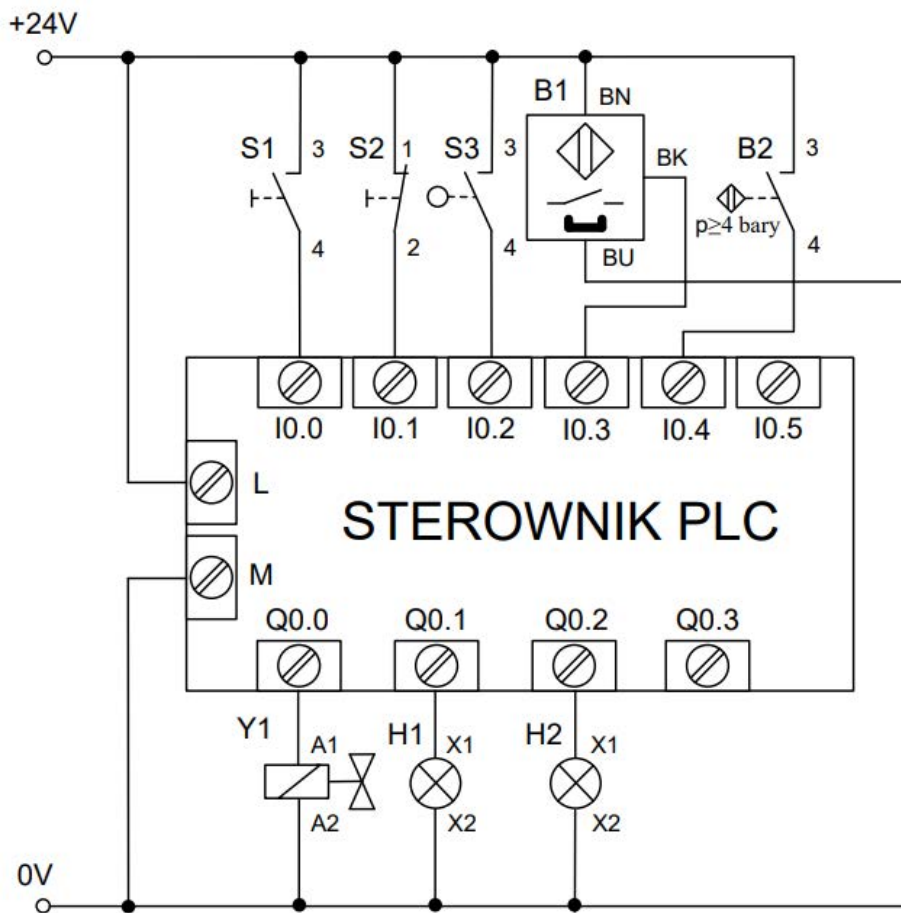 +24V
B1 BN
S1 3 S2 1 S3 3 BK B2 3
p≥4 bary
4 2 4 BU 4
I0.0 I0.1 I0.2 I0.3 I0.4 I0.5
L
STEROWNIK PLC
M
Q0.0 Q0.1 Q0.2 Q0.3
Y1 A1 H1 X1 H2 X1
A2 X2 X2
0V